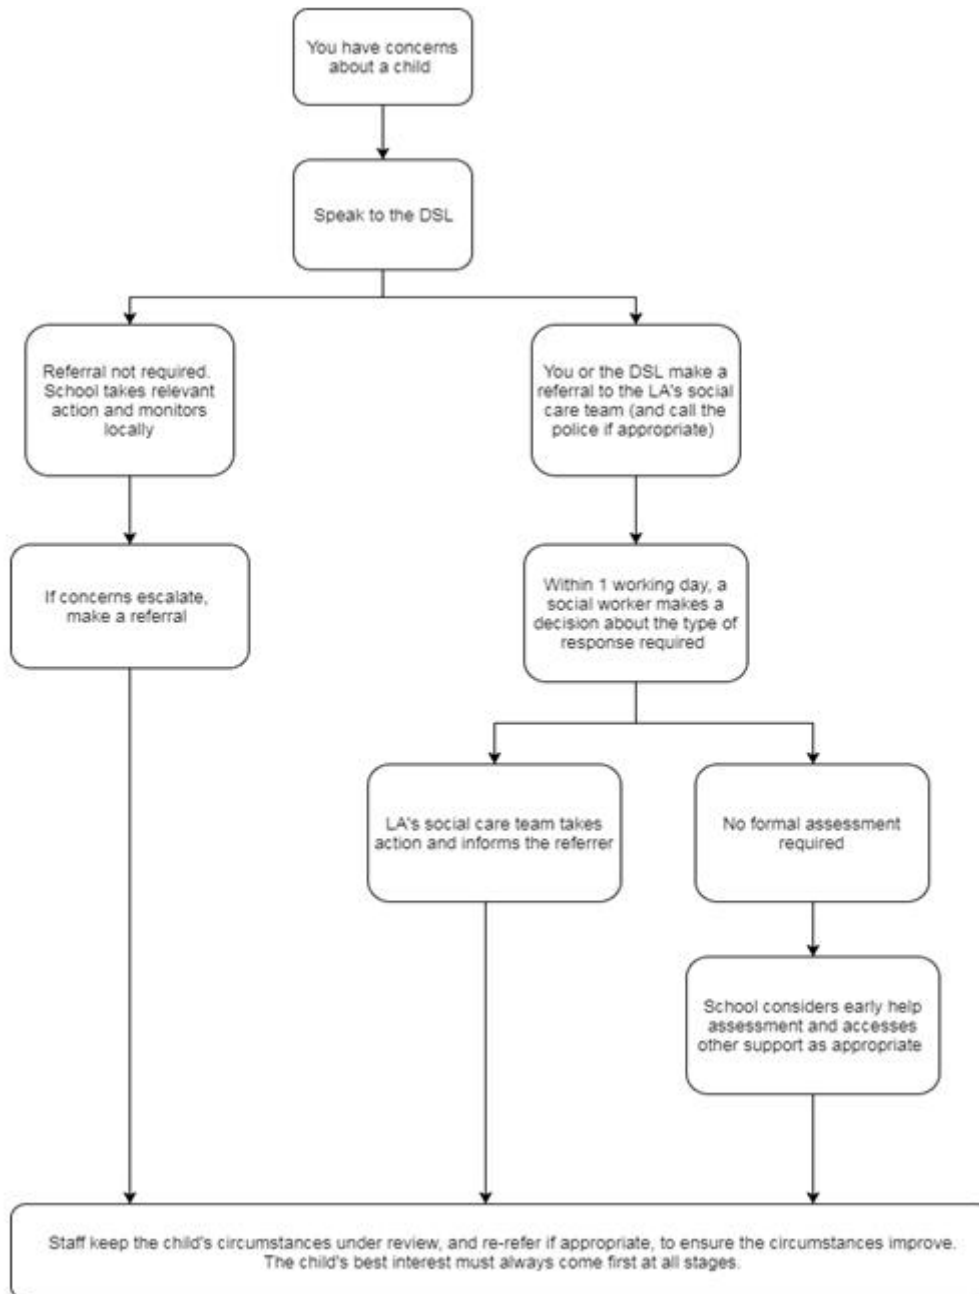 You have concerns
about a child
Speak to the DSL
Referral not required.
School takes relevant
action and monitors
locally
You or the DSL make a
referral to the LA's social
care team (and call the
police if appropriate)
If concerns escalate,
make a referral
Within 1 working day, a
social worker makes a
decision about the type of
response required
LA's social care team takes
action and informs the referrer
No formal assessment
required
School considers early help
assessment and accesses
other support as appropriate
Staff keep the child's circumstances under review, and re-refer if appropriate, to ensure the circumstances improve.
The child's best interest must always come first at all stages.